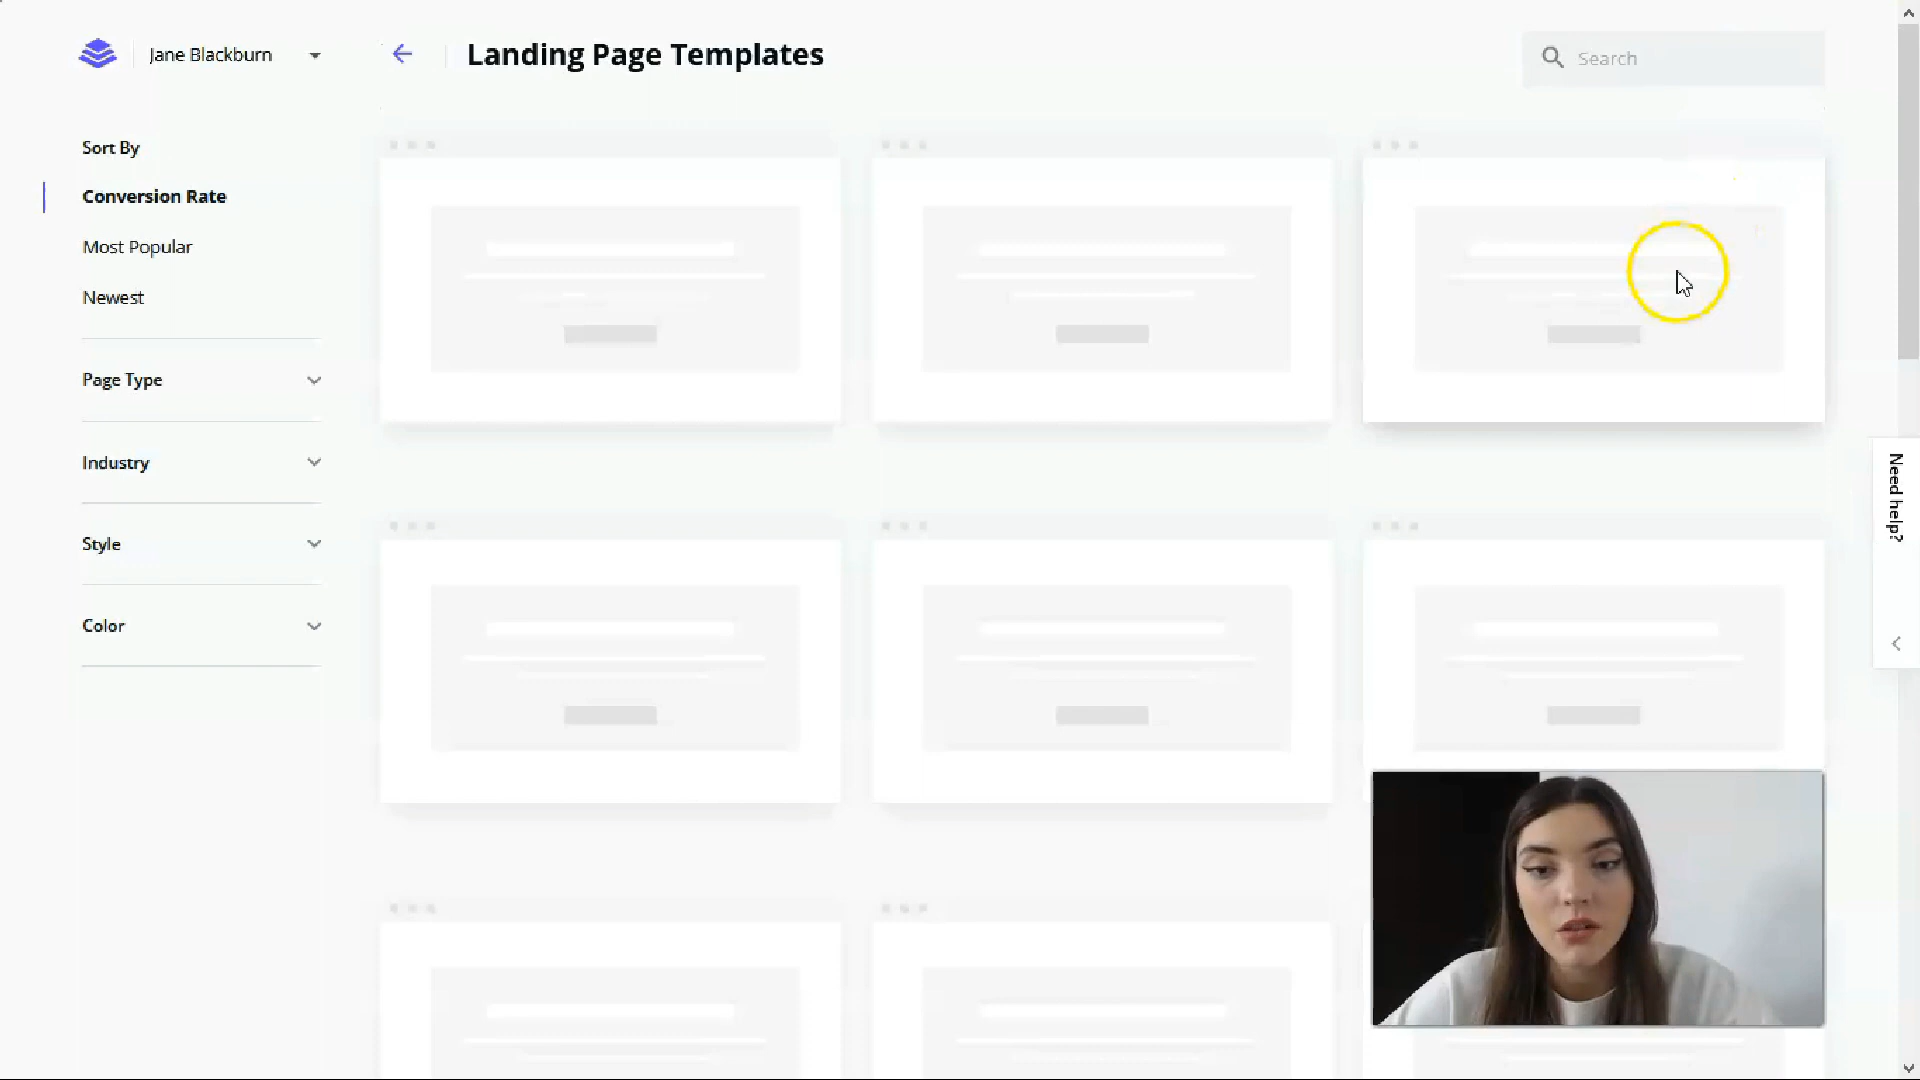 Jane Blackburn
Landing Page Templates
Search
Sort By
Conversion Rate
Most Popular
Newest
Page Type
Industry
Style
Color
Need help?